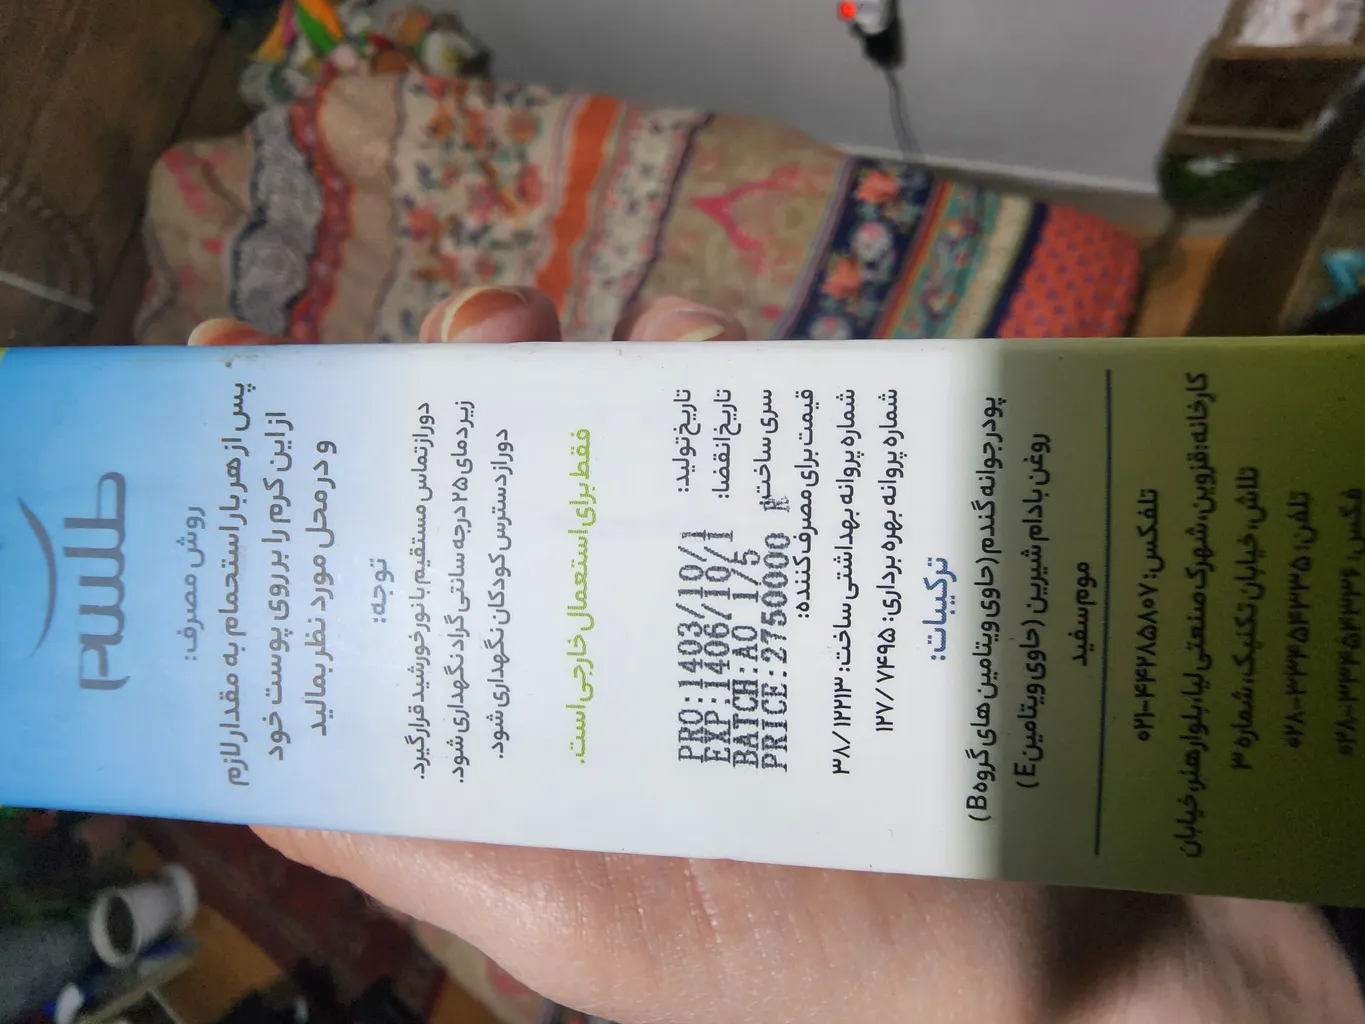 طلسم
روش مصرف:
پس از هر بار استحمام به مقدار لازم
از این کرم را بر روی پوست خود
و در محل مورد نظر بمالید
توجه:
دور از تماس مستقیم با نور خورشید قرار گیرد.
زیر دمای ۲۵ درجه سانتی گراد نگهداری شود.
دور از دسترس کودکان نگهداری شود.
فقط برای استعمال خارجی است.
تاریخ تولید: PRO:1403/10/1
تاریخ انقضا: EXP:1406/10/1
سری ساخت: BATCH:A0 1/5
قیمت برای مصرف کننده: PRICE:2750000 R
شماره پروانه بهداشتی ساخت: ۳۸/۱۲۲۱۳
شماره پروانه بهره برداری: ۱۲۷/۷۴۹۵
ترکیبات:
پودر جوانه گندم (حاوی ویتامین های گروه B)
روغن بادام شیرین (حاوی ویتامین E)
موم سفید
تلفکس: ۰۲۱-۴۴۲۸۵۸۰۷
کارخانه: قزوین، شهرک صنعتی لیا، بلوار هنر، خیابان
تلاش، خیابان تکنیک، شماره ۳
تلفن: ۰۲۸-۳۳۴۵۴۳۳۵
فکس: